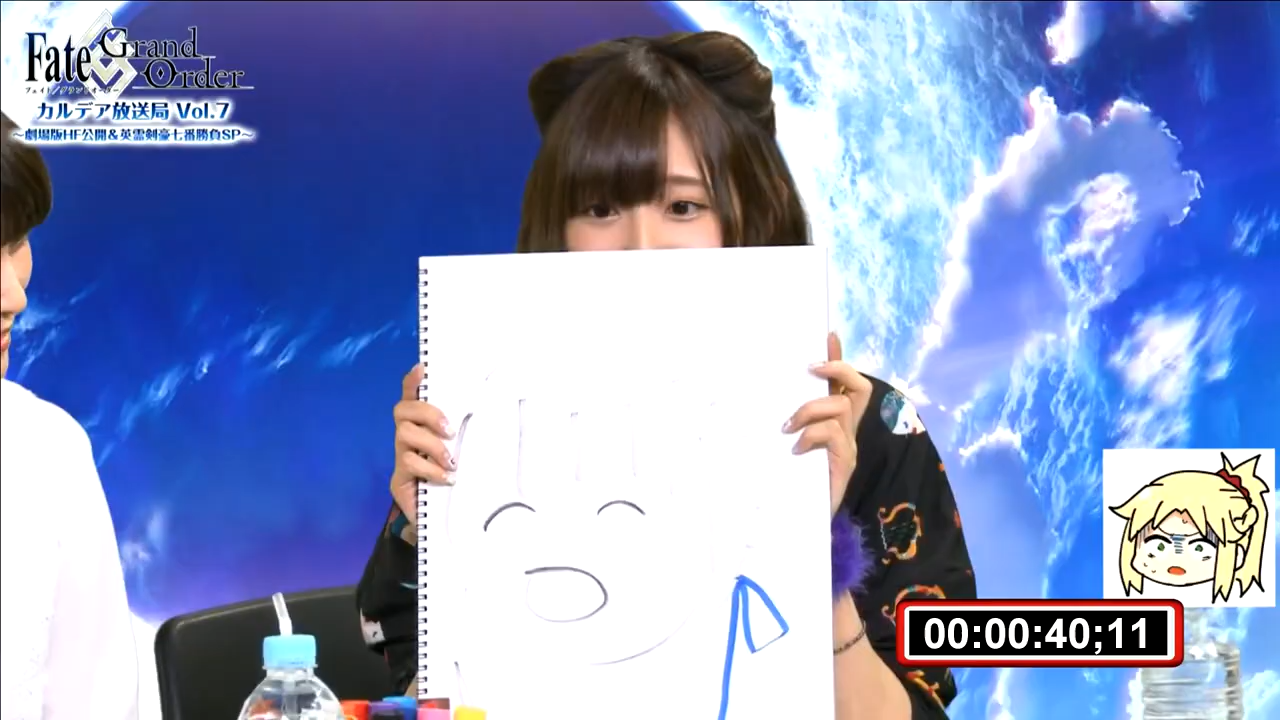 Fate Grand Order
フェイト/グランドオーダー
カルデア放送局 Vol.7
～劇場版HF公開&英霊剣豪七番勝負SP～
00:00:40;11